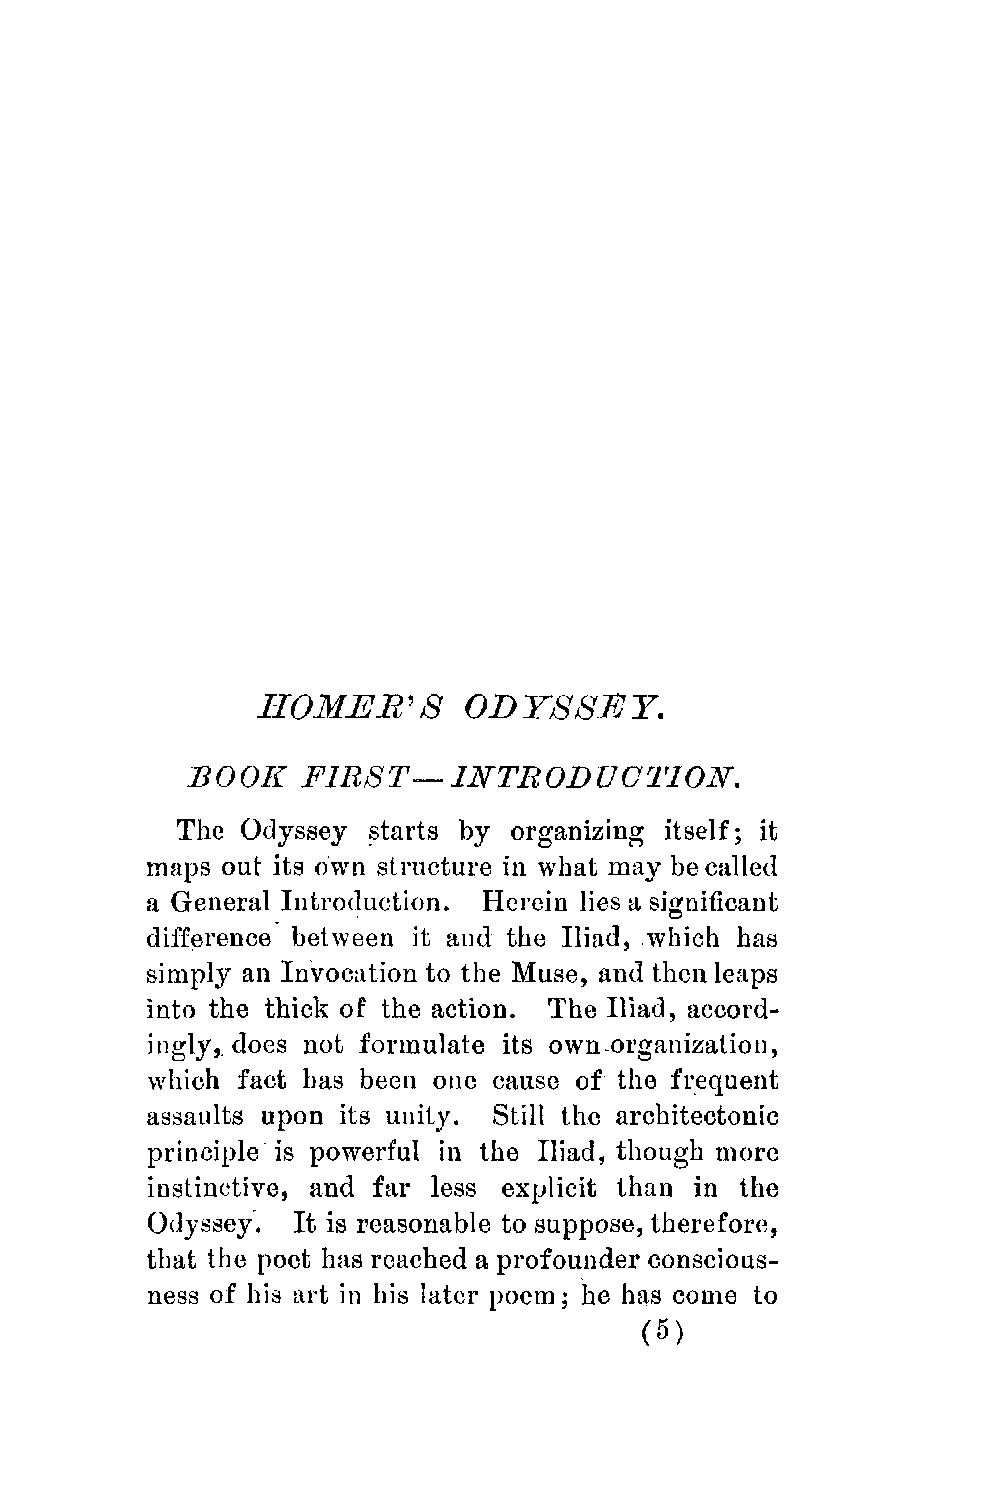 HOMER'S ODYSSEY.
BOOK FIRST—INTRODUCTION.
The Odyssey starts by organizing itself; it
maps out its own structure in what may be called
a General Introduction. Herein lies a significant
difference between it and the Iliad, which has
simply an Invocation to the Muse, and then leaps
into the thick of the action. The Iliad, accord-
ingly, does not formulate its own organization,
which fact has been one cause of the frequent
assaults upon its unity. Still the architectonic
principle is powerful in the Iliad, though more
instinctive, and far less explicit than in the
Odyssey. It is reasonable to suppose, therefore,
that the poet has reached a profounder conscious-
ness of his art in his later poem; he has come to
(5)